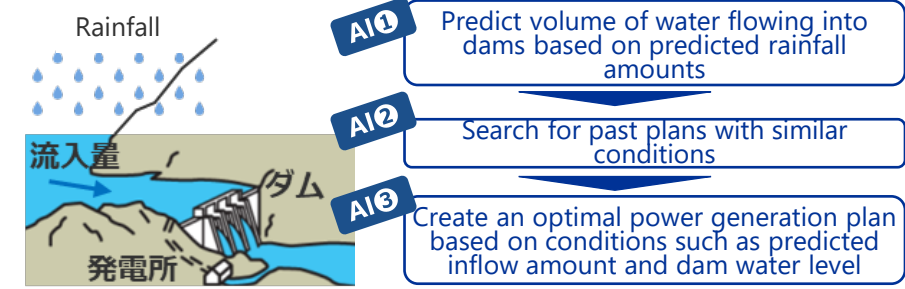 Rainfall
流入量
ダム
発電所
AI❶
Predict volume of water flowing into
dams based on predicted rainfall
amounts
AI❷
Search for past plans with similar
conditions
AI❸
Create an optimal power generation plan
based on conditions such as predicted
inflow amount and dam water level